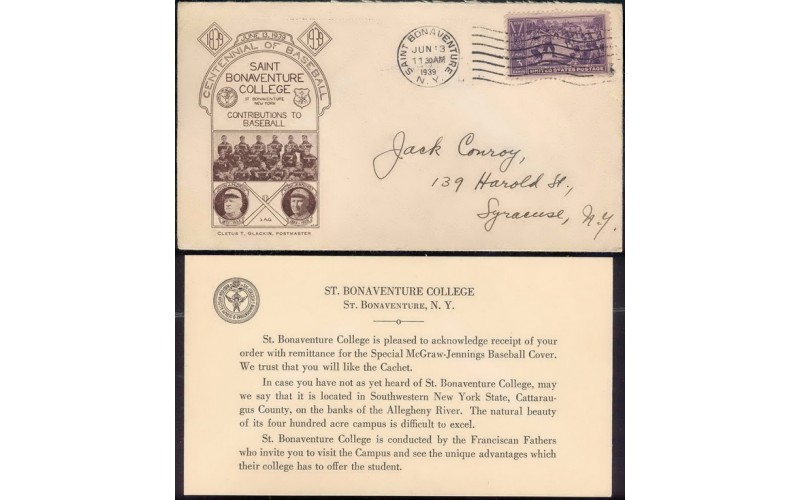 1839
1939
JUNE 13, 1939
CENTENNIAL OF BASEBALL
SAINT
BONAVENTURE
COLLEGE
ST BONAVENTURE
NEW YORK
CONTRIBUTIONS TO
BASEBALL
CLETUS T. GLACKIN, POSTMASTER
SAINT BONAVENTURE
JUN 13
11 30 AM
1939
N.Y.
UNITED STATES POSTAGE
Jack Conroy,
139 Harold St.,
Syracuse, N.Y.
ST. BONAVENTURE COLLEGE
ST. BONAVENTURE, N. Y.
St. Bonaventure College is pleased to acknowledge receipt of your
order with remittance for the Special McGraw-Jennings Baseball Cover.
We trust that you will like the Cachet.
In case you have not as yet heard of St. Bonaventure College, may
we say that it is located in Southwestern New York State, Cattarau-
gus County, on the banks of the Allegheny River. The natural beauty
of its four hundred acre campus is difficult to excel.
St. Bonaventure College is conducted by the Franciscan Fathers
who invite you to visit the Campus and see the unique advantages which
their college has to offer the student.